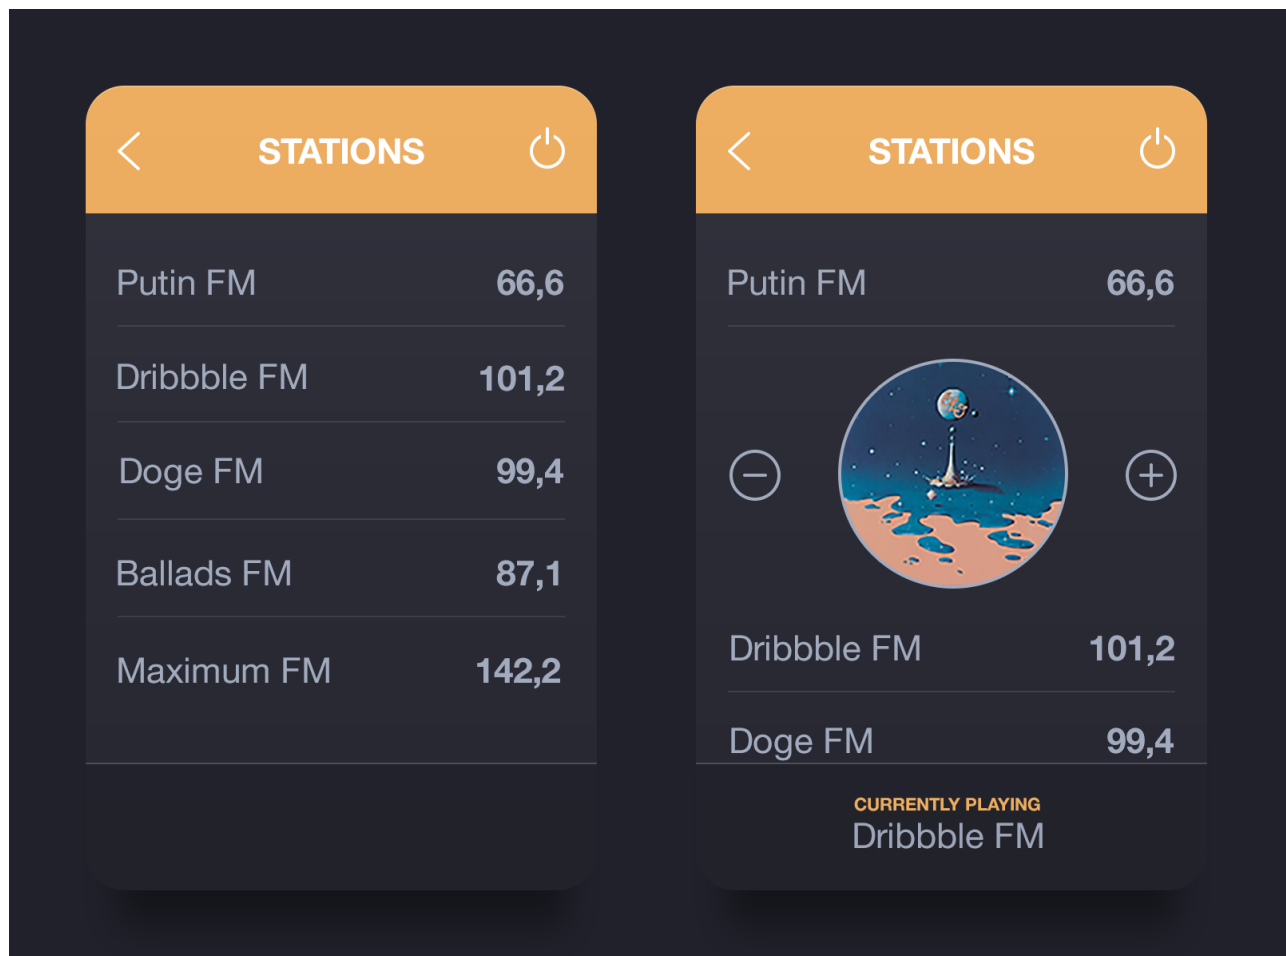 STATIONS
Putin FM 66,6
Dribbble FM 101,2
Doge FM 99,4
Ballads FM 87,1
Maximum FM 142,2
STATIONS
Putin FM 66,6
Dribbble FM 101,2
Doge FM 99,4
CURRENTLY PLAYING
Dribbble FM